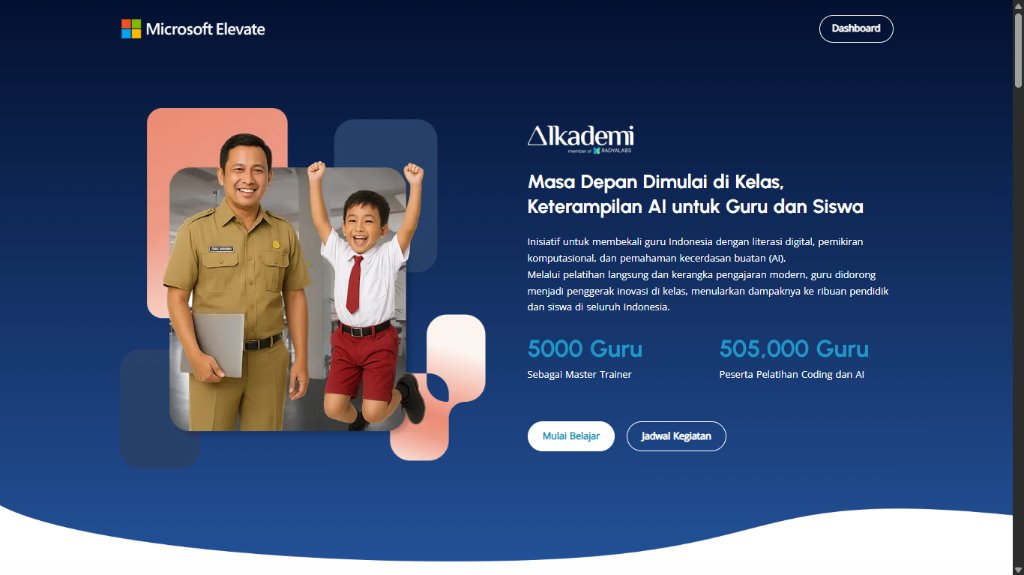 Microsoft Elevate
Dashboard
Alkademi
member of RADYALABS
Masa Depan Dimulai di Kelas,
Keterampilan AI untuk Guru dan Siswa
Inisiatif untuk membekali guru Indonesia dengan literasi digital, pemikiran
komputasional, dan pemahaman kecerdasan buatan (AI).
Melalui pelatihan langsung dan kerangka pengajaran modern, guru didorong
menjadi penggerak inovasi di kelas, menularkan dampaknya ke ribuan pendidik
dan siswa di seluruh Indonesia.
5000 Guru
Sebagai Master Trainer
505,000 Guru
Peserta Pelatihan Coding dan AI
Mulai Belajar
Jadwal Kegiatan